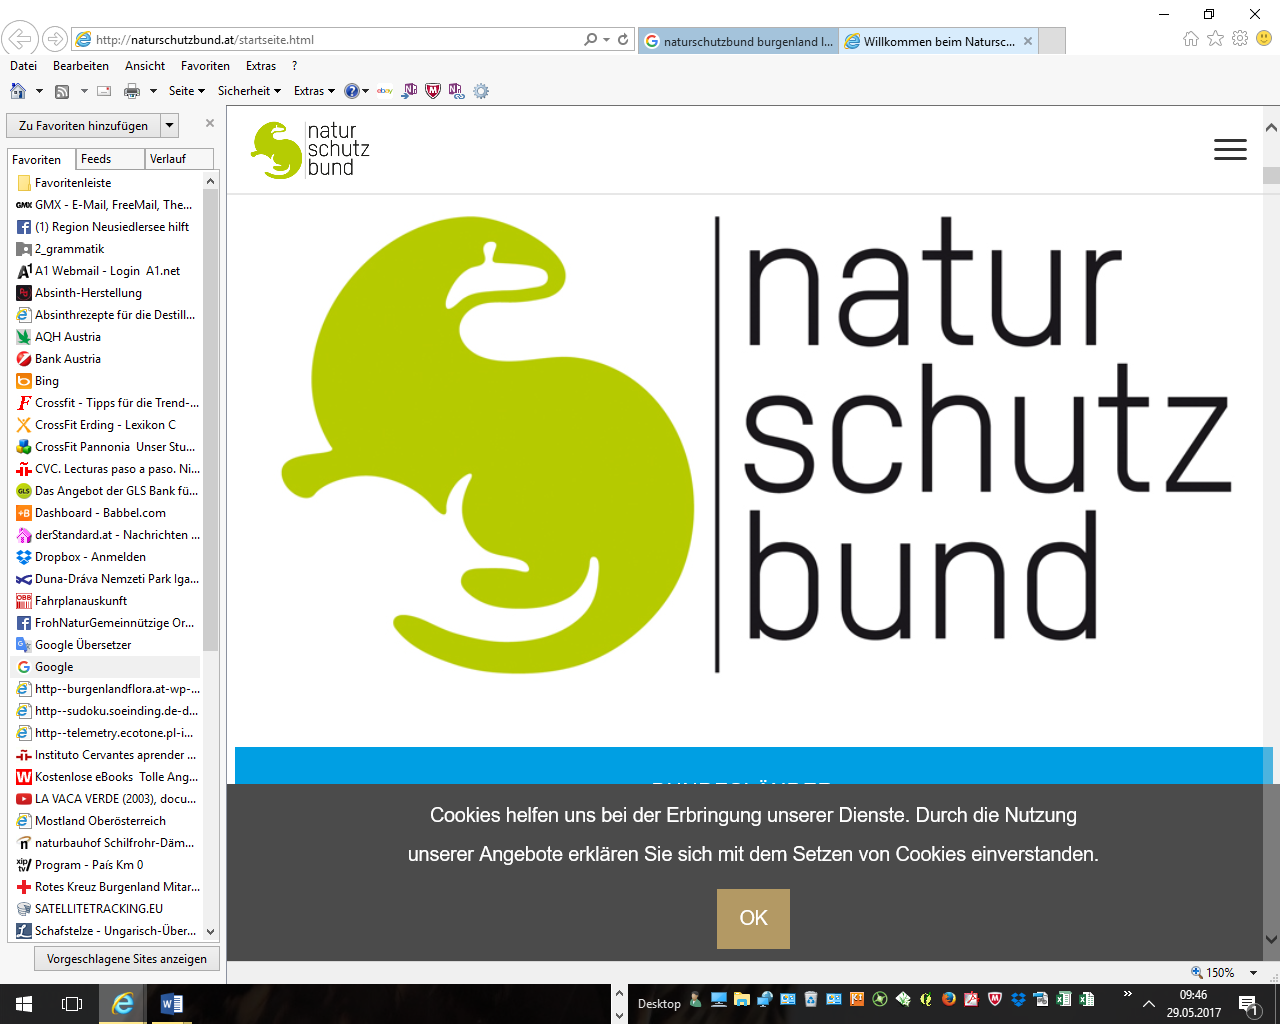 http://naturschutzbund.at/startseite.html
naturschutzbund burgenland l...
Willkommen beim Natursc...
Datei Bearbeiten Ansicht Favoriten Extras ?
Seite Sicherheit Extras
Zu Favoriten hinzufügen
Favoriten Feeds Verlauf
Favoritenleiste
GMX - E-Mail, FreeMail, The...
(1) Region Neusiedlersee hilft
2_grammatik
A1 Webmail - Login A1.net
Absinth-Herstellung
Absinthrezepte für die Destill...
AQH Austria
Bank Austria
Bing
Crossfit - Tipps für die Trend-...
CrossFit Erding - Lexikon C
CrossFit Pannonia Unser Stu...
CVC. Lecturas paso a paso. Ni...
Das Angebot der GLS Bank fü...
Dashboard - Babbel.com
derStandard.at - Nachrichten ...
Dropbox - Anmelden
Duna-Dráva Nemzeti Park Iga...
Fahrplanauskunft
FrohNaturGemeinnützige Or...
Google Übersetzer
Google
http--burgenlandflora.at-wp-...
http--sudoku.soeinding.de-d...
http--telemetry.ecotone.pl-i...
Instituto Cervantes aprender ...
Kostenlose eBooks Tolle Ang...
LA VACA VERDE (2003), docu...
Mostland Oberösterreich
naturbauhof Schilfrohr-Däm...
Program - País Km 0
Rotes Kreuz Burgenland Mitar...
SATELLITETRACKING.EU
Schafstelze - Ungarisch-Über...
Vorgeschlagene Sites anzeigen
natur
schutz
bund
natur
schutz
bund
Cookies helfen uns bei der Erbringung unserer Dienste. Durch die Nutzung
unserer Angebote erklären Sie sich mit dem Setzen von Cookies einverstanden.
OK
150%
Desktop
09:46
29.05.2017